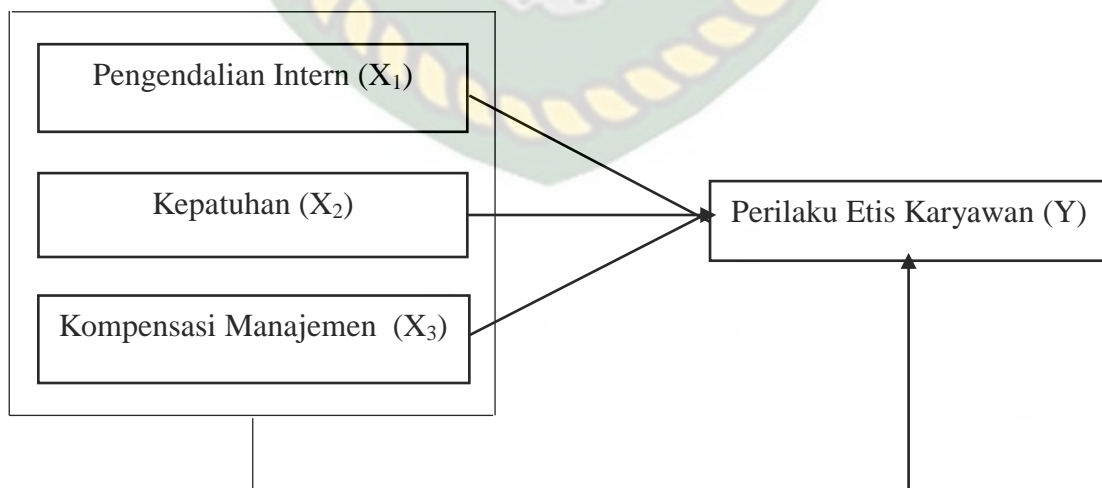 Pengendalian Intern (X₁)
Kepatuhan (X₂)
Kompensasi Manajemen (X₃)
Perilaku Etis Karyawan (Y)